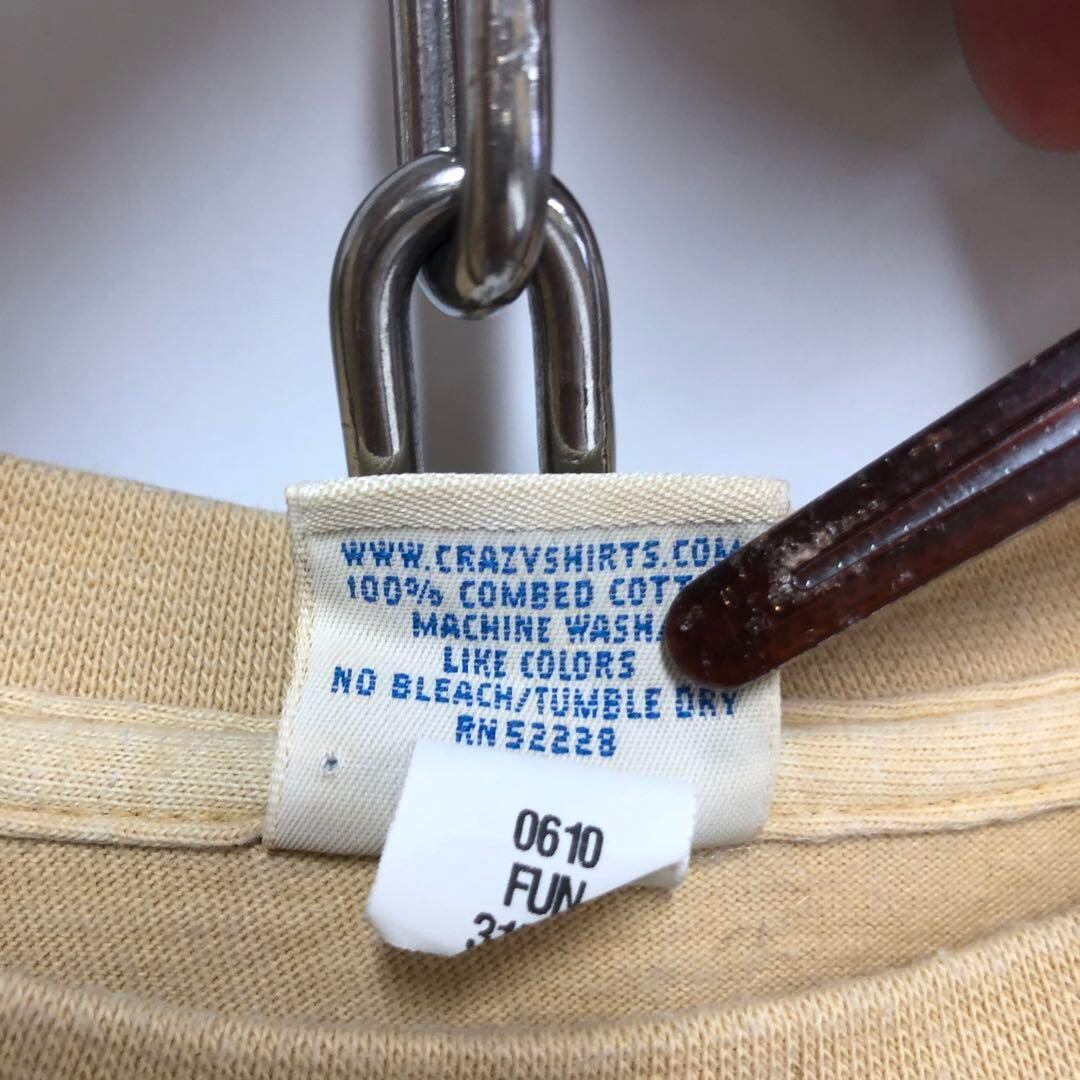 WWW.CRAZYSHIRTS.COM
100% COMBED COTT
MACHINE WASH
LIKE COLORS
NO BLEACH/TUMBLE DRY
RN 52228
0610
FUN